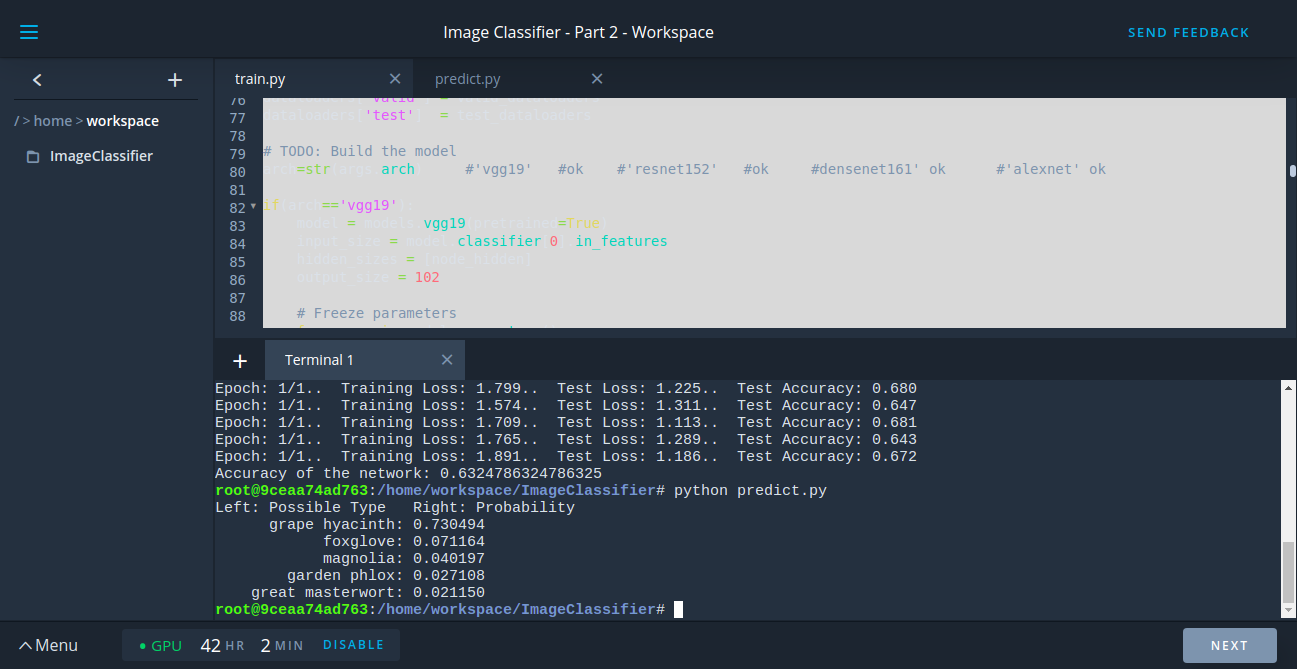 Image Classifier - Part 2 - Workspace
SEND FEEDBACK
train.py
predict.py
/ > home > workspace
ImageClassifier
76
77 dataloaders['test'] = test_dataloaders
78
79 # TODO: Build the model
80 arch=str(args.arch) #'vgg19' #ok #'resnet152' #ok #densenet161' ok #'alexnet' ok
81
82 if(arch=='vgg19'):
83 model = models.vgg19(pretrained=True)
84 input_size = model.classifier[0].in_features
85 hidden_sizes = [node_hidden]
86 output_size = 102
87
88 # Freeze parameters
Terminal 1
Epoch: 1/1.. Training Loss: 1.799.. Test Loss: 1.225.. Test Accuracy: 0.680
Epoch: 1/1.. Training Loss: 1.574.. Test Loss: 1.311.. Test Accuracy: 0.647
Epoch: 1/1.. Training Loss: 1.709.. Test Loss: 1.113.. Test Accuracy: 0.681
Epoch: 1/1.. Training Loss: 1.765.. Test Loss: 1.289.. Test Accuracy: 0.643
Epoch: 1/1.. Training Loss: 1.891.. Test Loss: 1.186.. Test Accuracy: 0.672
Accuracy of the network: 0.6324786324786325
root@9ceaa74ad763:/home/workspace/ImageClassifier# python predict.py
Left: Possible Type Right: Probability
grape hyacinth: 0.730494
foxglove: 0.071164
magnolia: 0.040197
garden phlox: 0.027108
great masterwort: 0.021150
root@9ceaa74ad763:/home/workspace/ImageClassifier#
Menu
GPU 42 HR 2 MIN DISABLE
NEXT